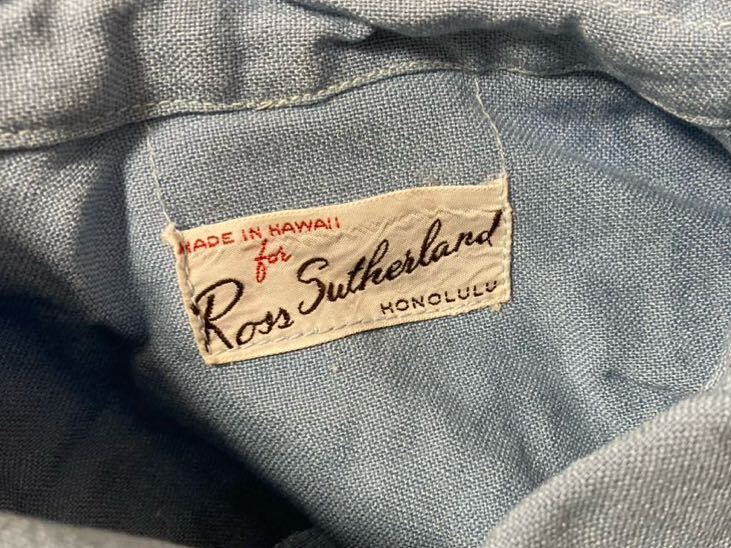 MADE IN HAWAII
for
Ross Sutherland
HONOLULU